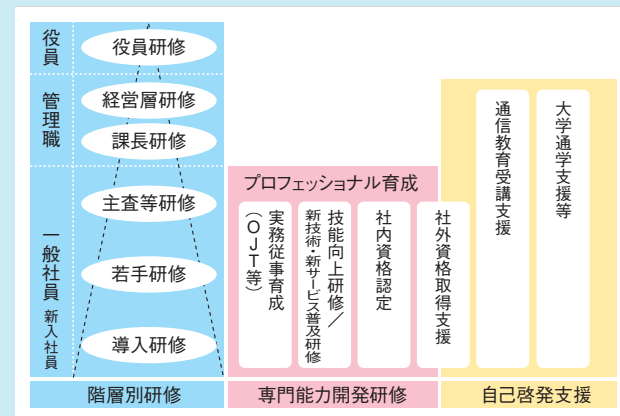 役員
役員研修
管理職
経営層研修
課長研修
一般社員
新入社員
主査等研修
若手研修
導入研修
プロフェッショナル育成
実務従事育成
（OJT等）
技能向上研修／
新技術・新サービス普及研修
社内資格認定
社外資格取得支援
通信教育受講支援
大学通学支援等
階層別研修
専門能力開発研修
自己啓発支援